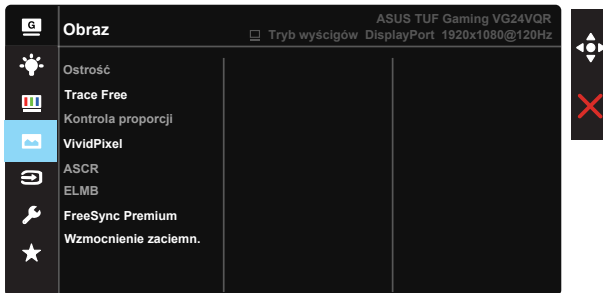 G
Obraz
ASUS TUF Gaming VG24VQR
Tryb wyścigów DisplayPort 1920x1080@120Hz
Ostrość
Trace Free
Kontrola proporcji
VividPixel
ASCR
ELMB
FreeSync Premium
Wzmocnienie zaciemn.